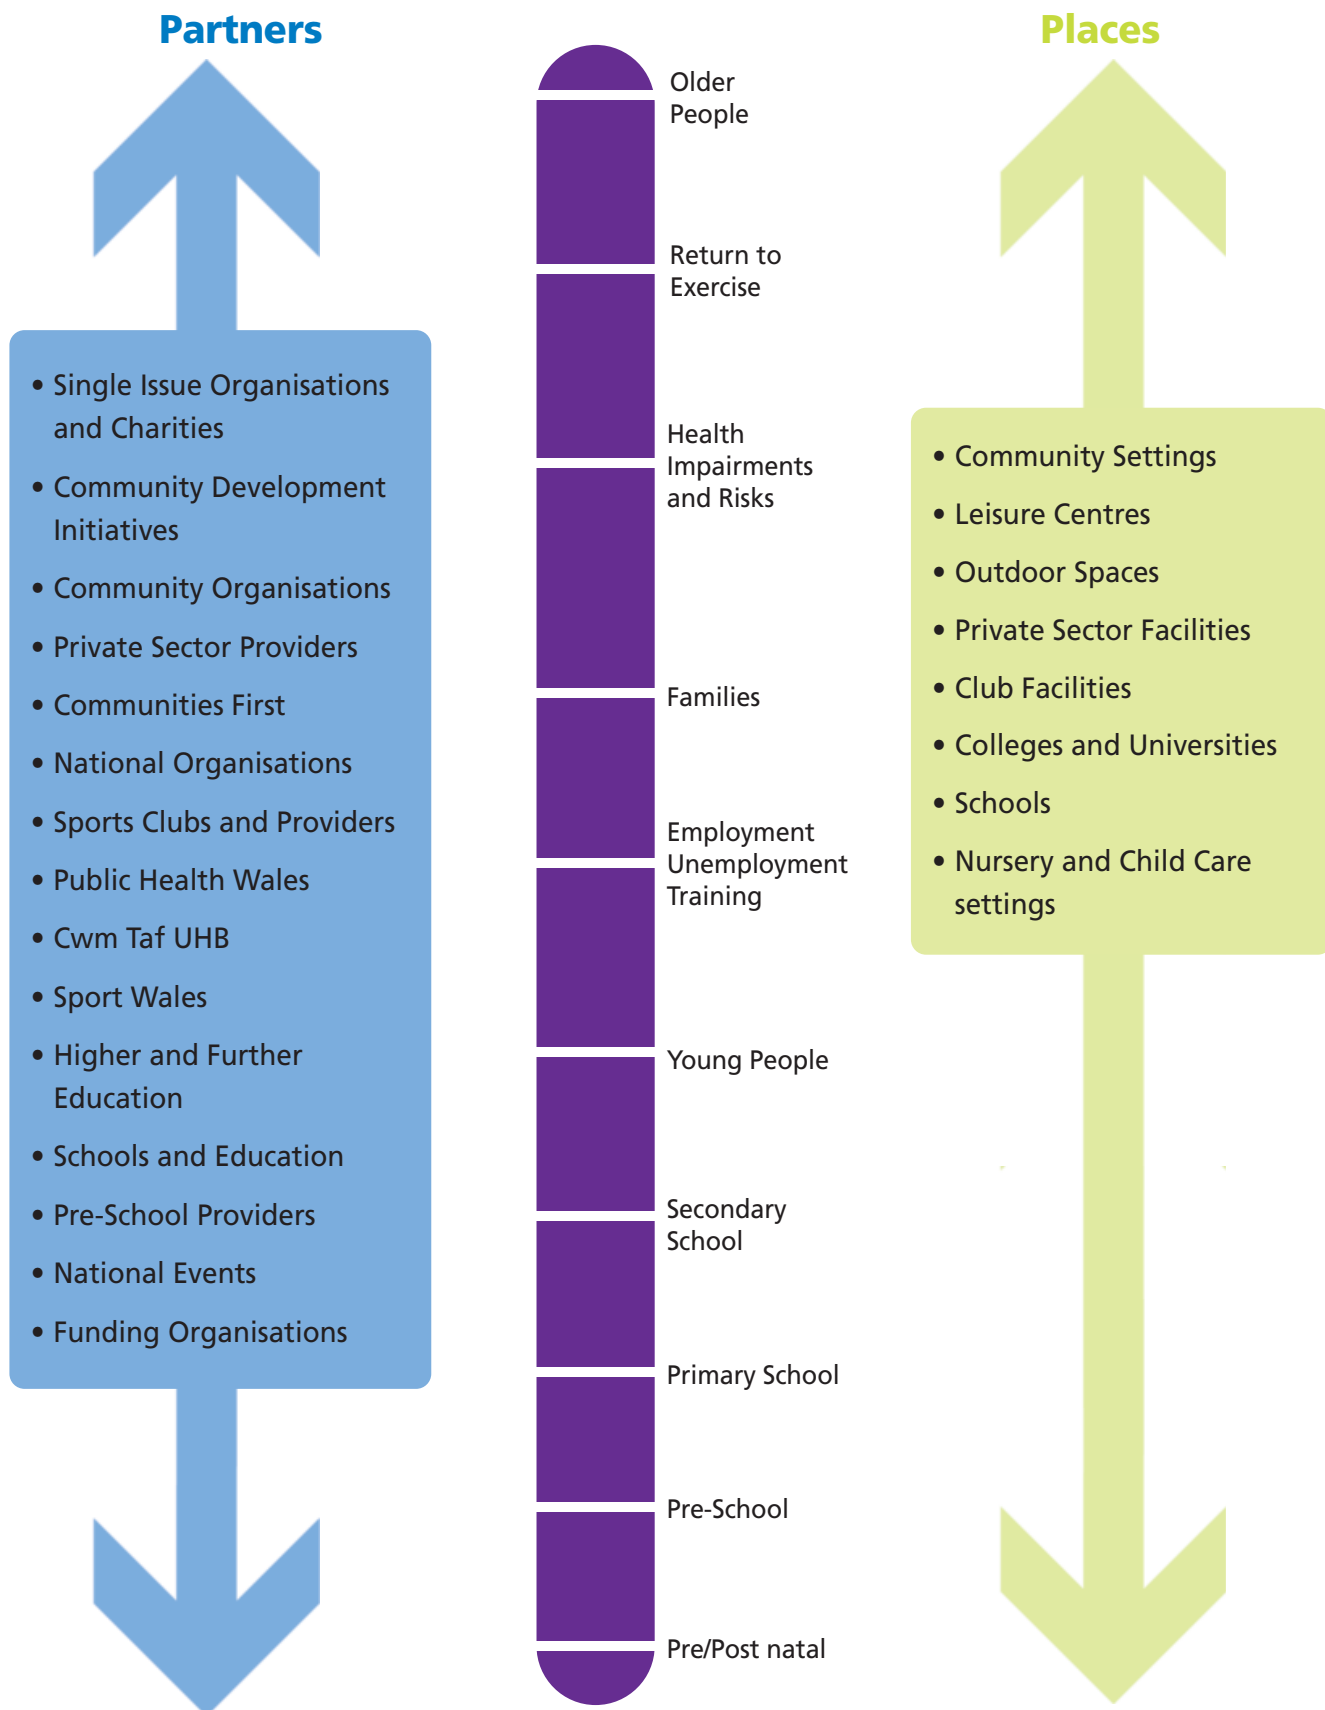 Partners
• Single Issue Organisations
and Charities
• Community Development
Initiatives
• Community Organisations
• Private Sector Providers
• Communities First
• National Organisations
• Sports Clubs and Providers
• Public Health Wales
• Cwm Taf UHB
• Sport Wales
• Higher and Further
Education
• Schools and Education
• Pre-School Providers
• National Events
• Funding Organisations
Older
People
Return to
Exercise
Health
Impairments
and Risks
Families
Employment
Unemployment
Training
Young People
Secondary
School
Primary School
Pre-School
Pre/Post natal
Places
• Community Settings
• Leisure Centres
• Outdoor Spaces
• Private Sector Facilities
• Club Facilities
• Colleges and Universities
• Schools
• Nursery and Child Care
settings